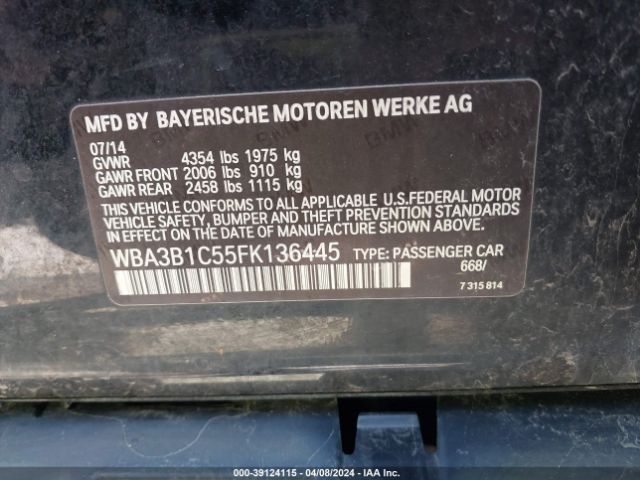 MFD BY BAYERISCHE MOTOREN WERKE AG
07/14
GVWR 4354 lbs 1975 kg
GAWR FRONT 2006 lbs 910 kg
GAWR REAR 2458 lbs 1115 kg
THIS VEHICLE CONFORMS TO ALL APPLICABLE U.S.FEDERAL MOTOR
VEHICLE SAFETY, BUMPER AND THEFT PREVENTION STANDARDS
IN EFFECT ON THE DATE OF MANUFACTURE SHOWN ABOVE.
WBA3B1C55FK136445 TYPE: PASSENGER CAR
668/
7 315 814
000-39124115 - 04/08/2024 - IAA Inc.